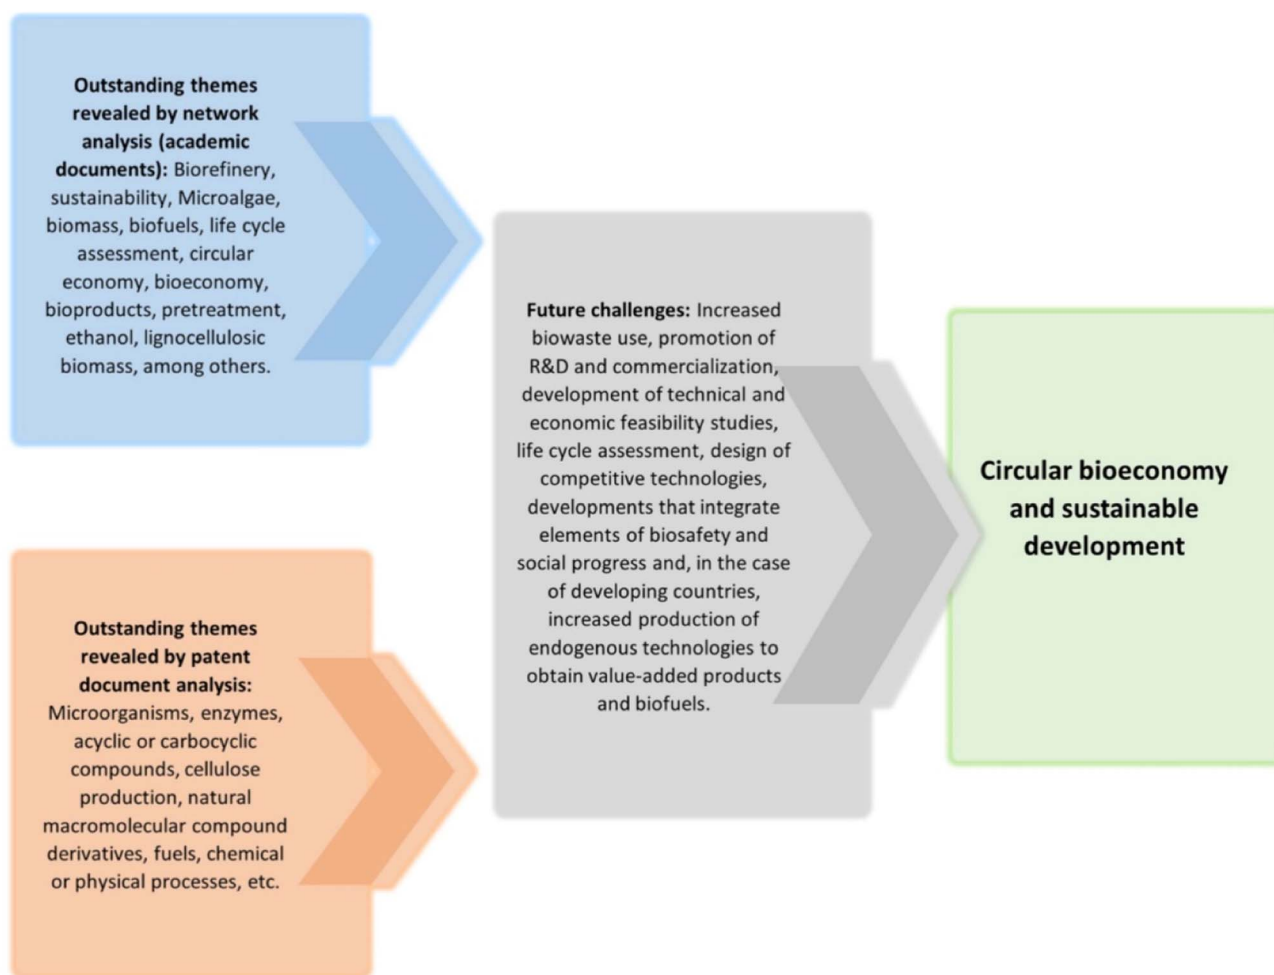 Outstanding themes
revealed by network
analysis (academic
documents): Biorefinery,
sustainability, Microalgae,
biomass, biofuels, life cycle
assessment, circular
economy, bioeconomy,
bioproducts, pretreatment,
ethanol, lignocellulosic
biomass, among others.
Outstanding themes
revealed by patent
document analysis:
Microorganisms, enzymes,
acyclic or carbocyclic
compounds, cellulose
production, natural
macromolecular compound
derivatives, fuels, chemical
or physical processes, etc.
Future challenges: Increased
biowaste use, promotion of
R&D and commercialization,
development of technical and
economic feasibility studies,
life cycle assessment, design of
competitive technologies,
developments that integrate
elements of biosafety and
social progress and, in the case
of developing countries,
increased production of
endogenous technologies to
obtain value-added products
and biofuels.
Circular bioeconomy
and sustainable
development